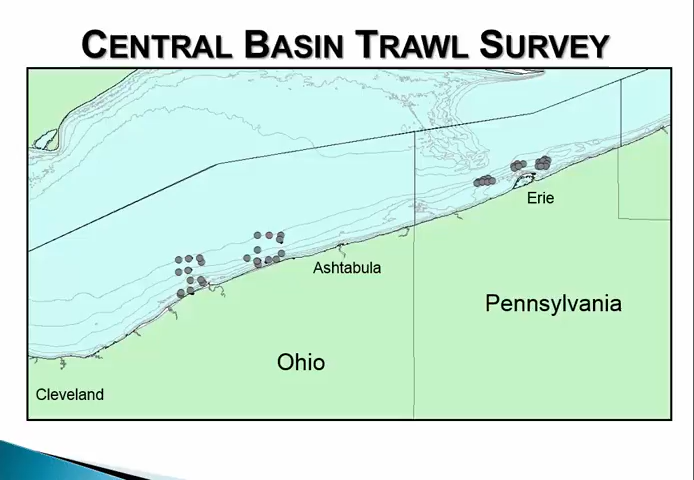 CENTRAL BASIN TRAWL SURVEY
Erie
Ashtabula
Pennsylvania
Ohio
Cleveland